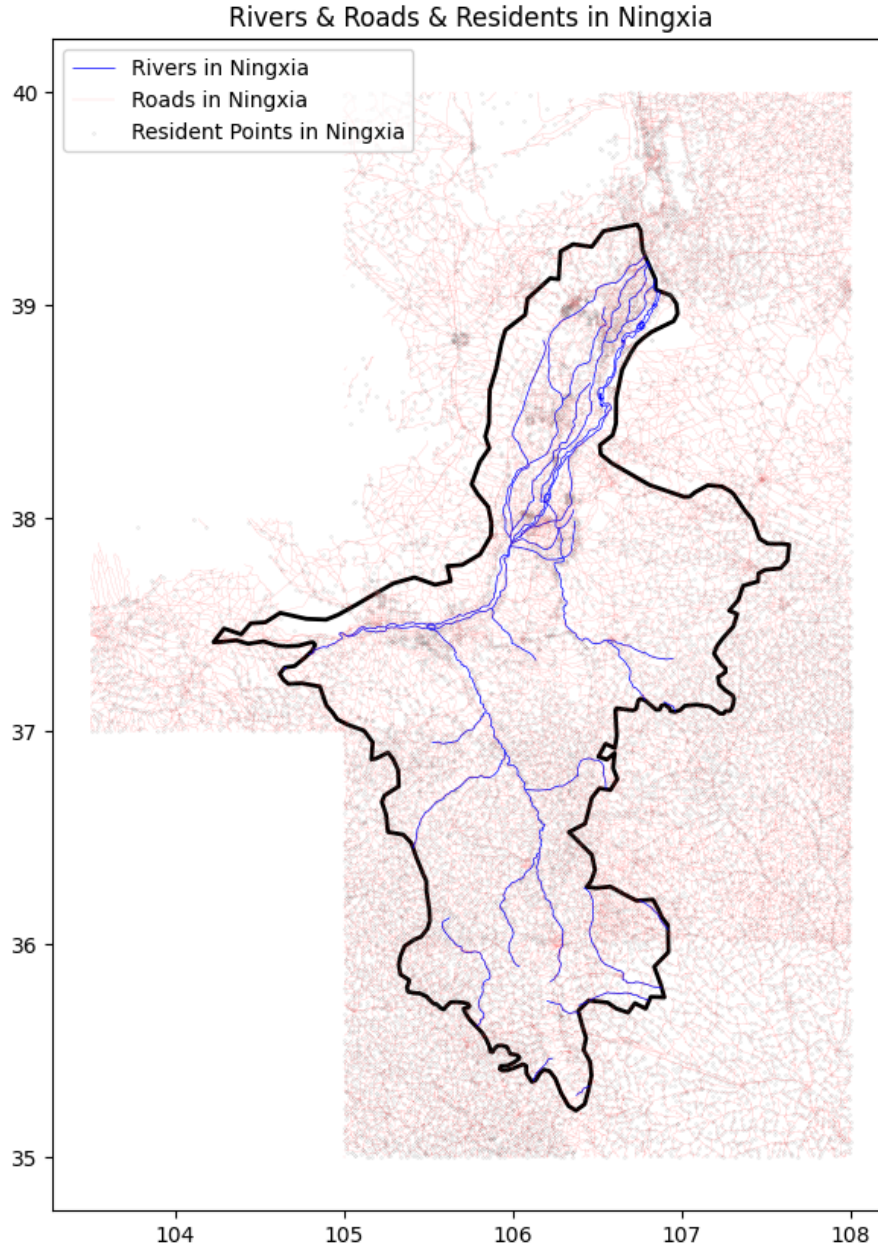 Rivers & Roads & Residents in Ningxia
Rivers in Ningxia
Roads in Ningxia
Resident Points in Ningxia
40
39
38
37
36
35
104 105 106 107 108